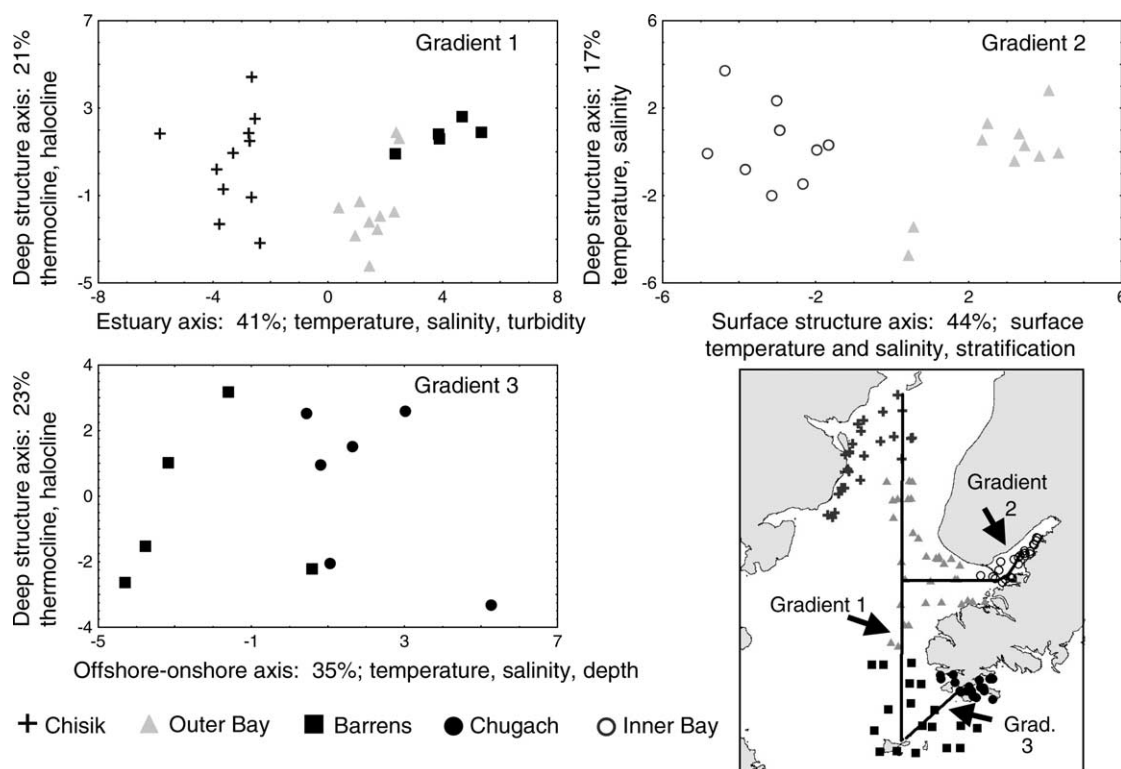 7
3
-1
-5
-8
-4
0
4
8
Gradient 1
Deep structure axis: 21%
thermocline, halocline
Estuary axis: 41%; temperature, salinity, turbidity
6
2
-2
-6
-6
-2
2
6
Gradient 2
Deep structure axis: 17%
temperature, salinity
Surface structure axis: 44%; surface
temperature and salinity, stratification
4
2
0
-2
-4
-5
-1
3
7
Gradient 3
Deep structure axis: 23%
thermocline, halocline
Offshore-onshore axis: 35%; temperature, salinity, depth
Gradient
2
Gradient 1
Grad.
3
Chisik
Outer Bay
Barrens
Chugach
Inner Bay